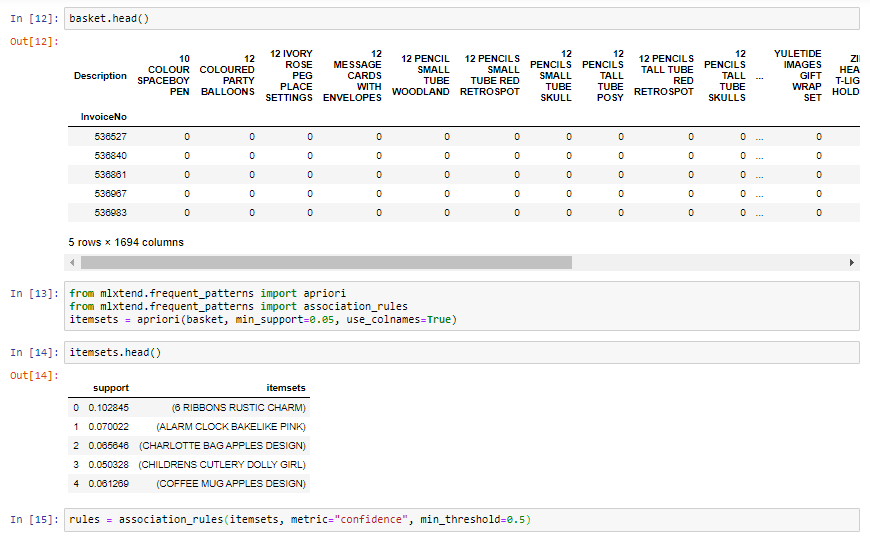 In [12]: basket.head()
Out[12]:
Description 10 COLOUR SPACEBOY PEN 12 COLOURED PARTY BALLOONS 12 IVORY ROSE PEG PLACE SETTINGS 12 MESSAGE CARDS WITH ENVELOPES 12 PENCIL SMALL TUBE WOODLAND 12 PENCILS SMALL TUBE RED RETROSPOT 12 PENCILS SMALL TUBE SKULL 12 PENCILS TALL TUBE POSY 12 PENCILS TALL TUBE RED RETROSPOT 12 PENCILS TALL TUBE SKULLS ... YULETIDE IMAGES GIFT WRAP SET ZI HEA T-LIG HOLD
InvoiceNo
536527 0 0 0 0 0 0 0 0 0 0 ... 0
536840 0 0 0 0 0 0 0 0 0 0 ... 0
536861 0 0 0 0 0 0 0 0 0 0 ... 0
536967 0 0 0 0 0 0 0 0 0 0 ... 0
536983 0 0 0 0 0 0 0 0 0 0 ... 0
5 rows × 1694 columns
In [13]: from mlxtend.frequent_patterns import apriori
from mlxtend.frequent_patterns import association_rules
itemsets = apriori(basket, min_support=0.05, use_colnames=True)
In [14]: itemsets.head()
Out[14]:
support itemsets
0 0.102845 (6 RIBBONS RUSTIC CHARM)
1 0.070022 (ALARM CLOCK BAKELIKE PINK)
2 0.065646 (CHARLOTTE BAG APPLES DESIGN)
3 0.050328 (CHILDRENS CUTLERY DOLLY GIRL)
4 0.061269 (COFFEE MUG APPLES DESIGN)
In [15]: rules = association_rules(itemsets, metric="confidence", min_threshold=0.5)